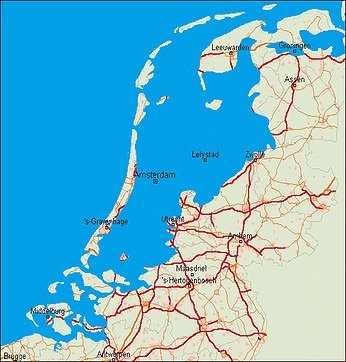 Leeuwarden
Groningen
Assen
Lelystad
Zwolle
Amsterdam
's-Gravenhage
Utrecht
Arnhem
Maasdriel
's-Hertogenbosch
Middelburg
Brugge
Antwerpen